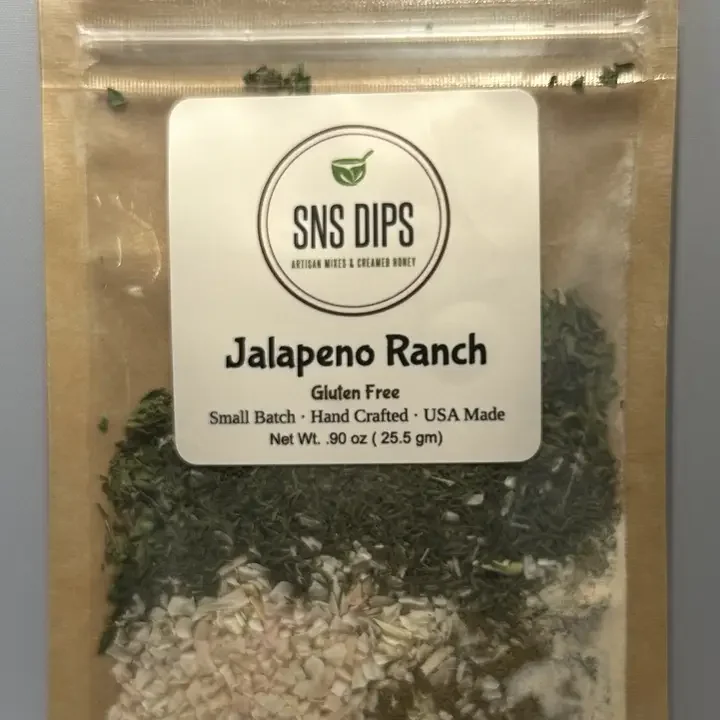 SNS DIPS
ARTISAN MIXES & CREAMED HONEY
Jalapeno Ranch
Gluten Free
Small Batch · Hand Crafted · USA Made
Net Wt. .90 oz ( 25.5 gm)